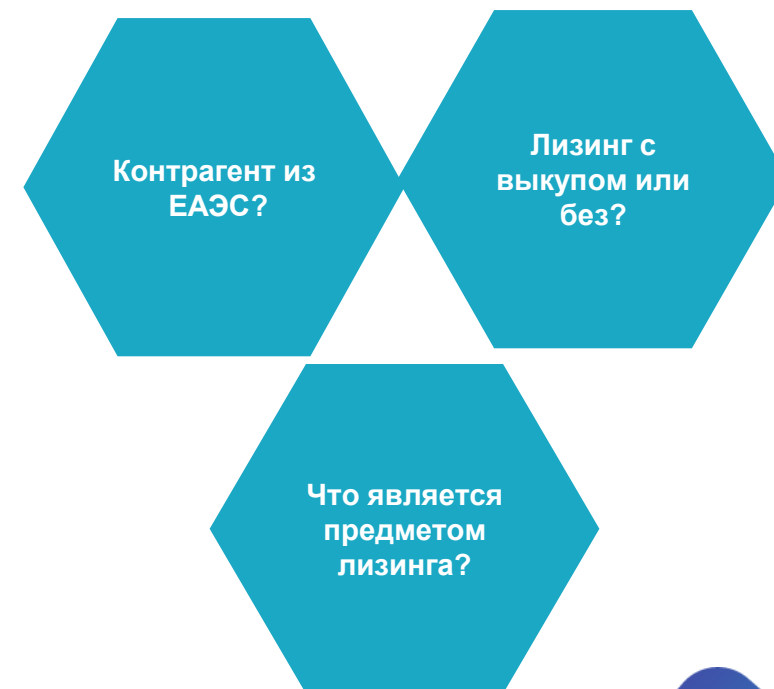 Контрагент из
ЕАЭС?
Лизинг с
выкупом или
без?
Что является
предметом
лизинга?